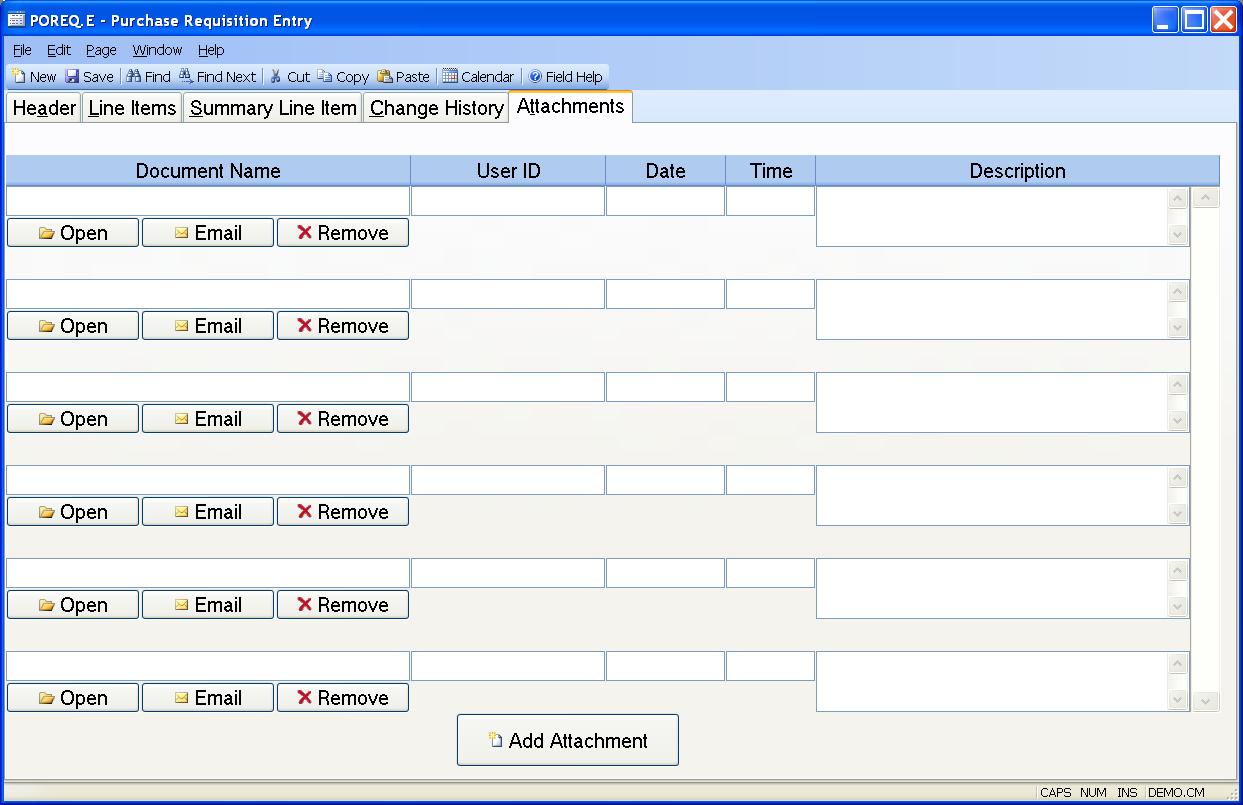 POREQ.E - Purchase Requisition Entry
File Edit Page Window Help
New Save Find Find Next Cut Copy Paste Calendar Field Help
Header Line Items Summary Line Item Change History Attachments
Document Name User ID Date Time Description
Open Email Remove
Open Email Remove
Open Email Remove
Open Email Remove
Open Email Remove
Open Email Remove
Add Attachment
CAPS NUM INS DEMO.CM